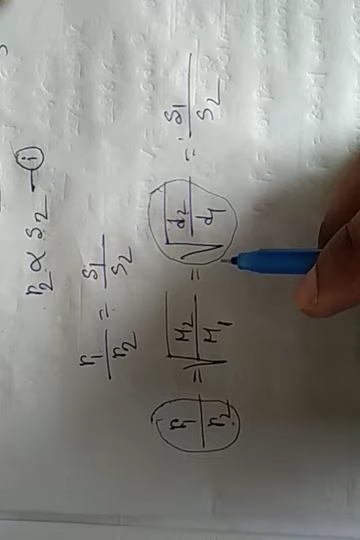 r₂ ∝ s₂ — (i)
r₁/r₂ = s₁/s₂
r₁/r₂ = √(M₂/M₁) = √(d₂/d₁) = s₁/s₂